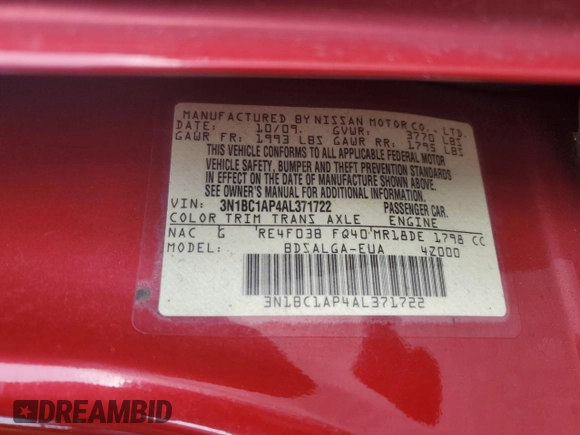 MANUFACTURED BY NISSAN MOTOR CO., LTD.
DATE: 10/09. GVWR: 3770 LBS
GAWR FR: 1993 LBS GAWR RR: 1795 LBS
THIS VEHICLE CONFORMS TO ALL APPLICABLE FEDERAL MOTOR
VEHICLE SAFETY, BUMPER AND THEFT PREVENTION STANDARDS
IN EFFECT ON THE DATE OF MANUFACTURE SHOWN ABOVE.
SEE OWNER'S MANUAL FOR ADDITIONAL INFORMATION.
VIN: 3N1BC1AP4AL371722 PASSENGER CAR.
COLOR TRIM TRANS AXLE ENGINE
NAC G RE4F03B FQ40 MR18DE 1798 CC
MODEL: BDSALGA-EUA 4Z000
3N1BC1AP4AL371722
DREAMBID